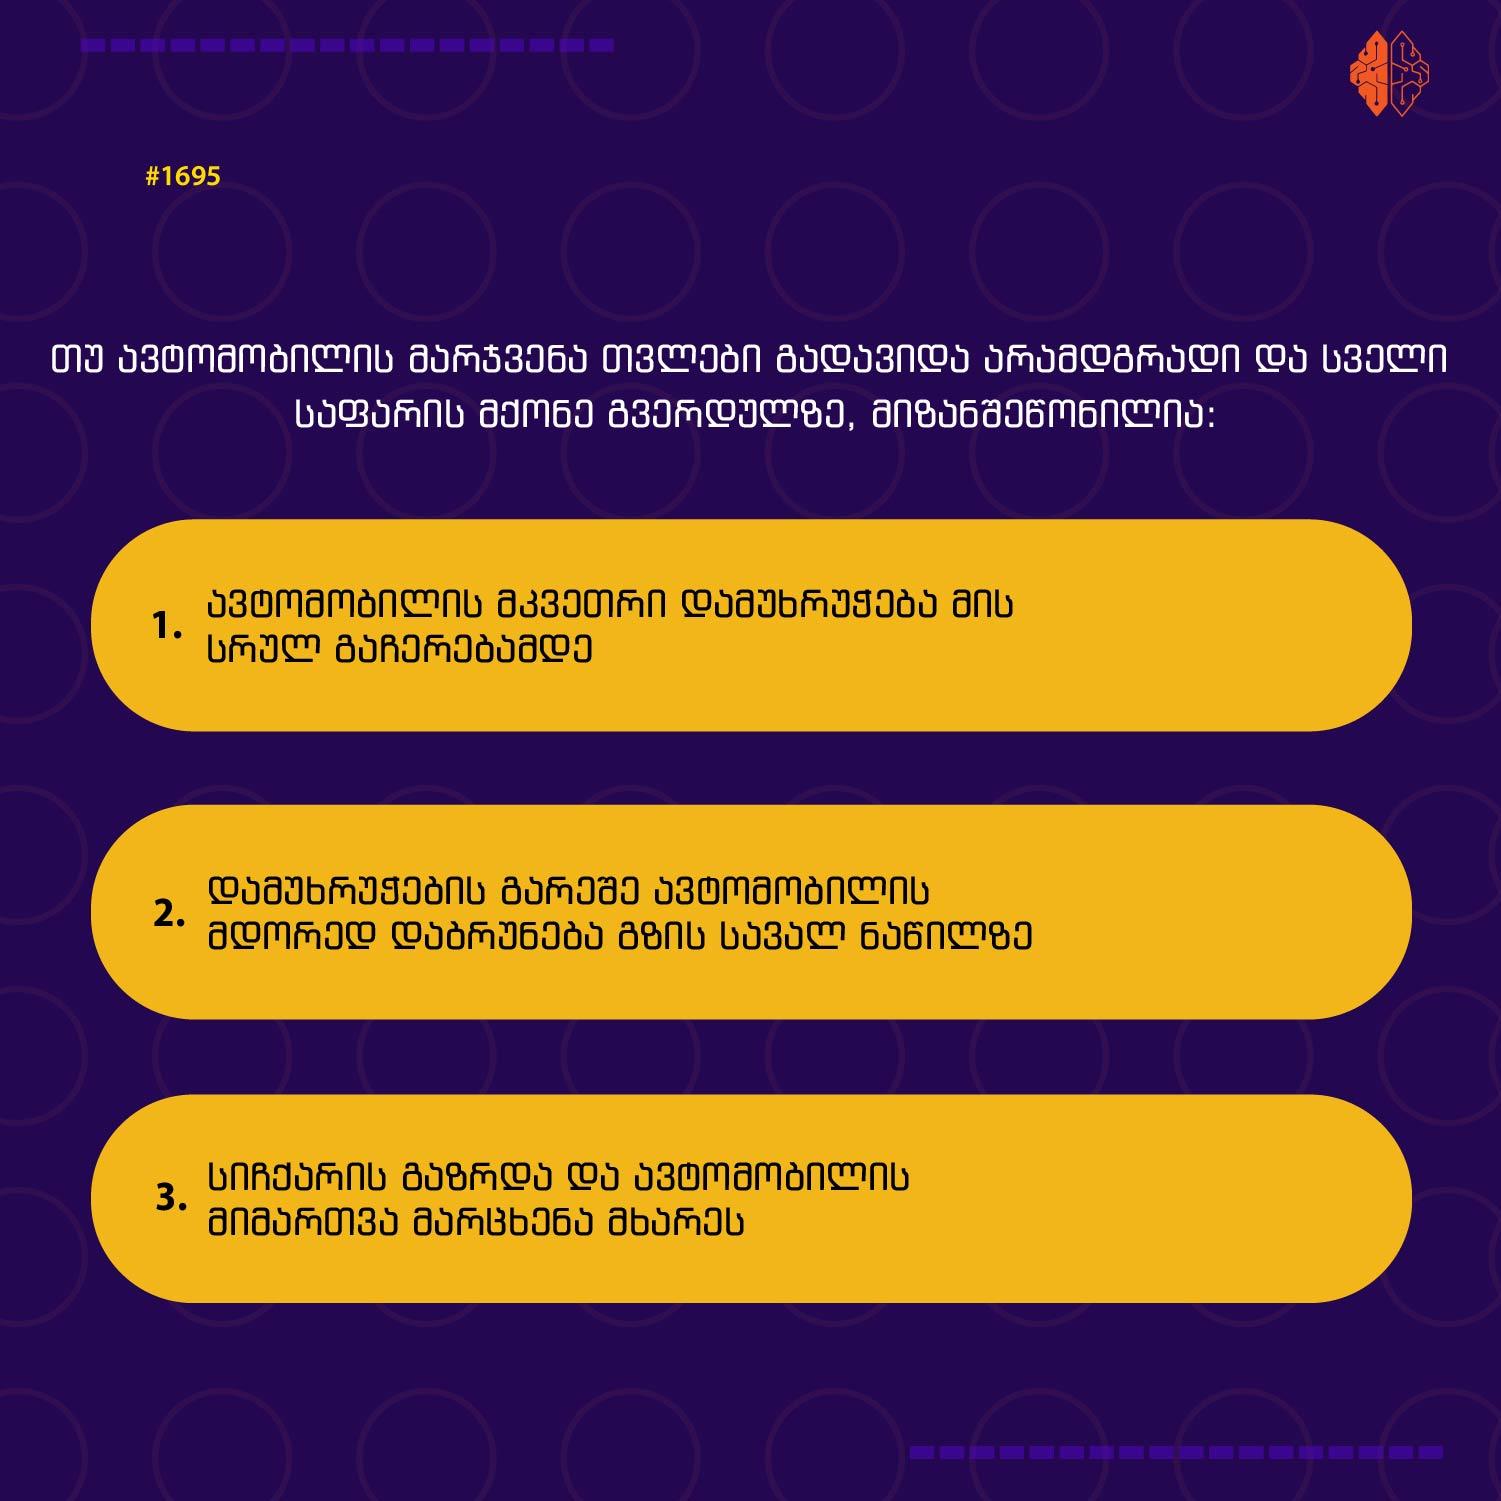 #1695
თუ ავტომობილის მარჯვენა თვლები გადავიდა არამდგრადი და სველი
საფარის მქონე გვერდულზე, მიზანშეწონილია:
1. ავტომობილის მკვეთრი დამუხრუჭება მის
სრულ გაჩერებამდე
2. დამუხრუჭების გარეშე ავტომობილის
მდორედ დაბრუნება გზის სავალ ნაწილზე
3. სიჩქარის გაზრდა და ავტომობილის
მიმართვა მარცხენა მხარეს